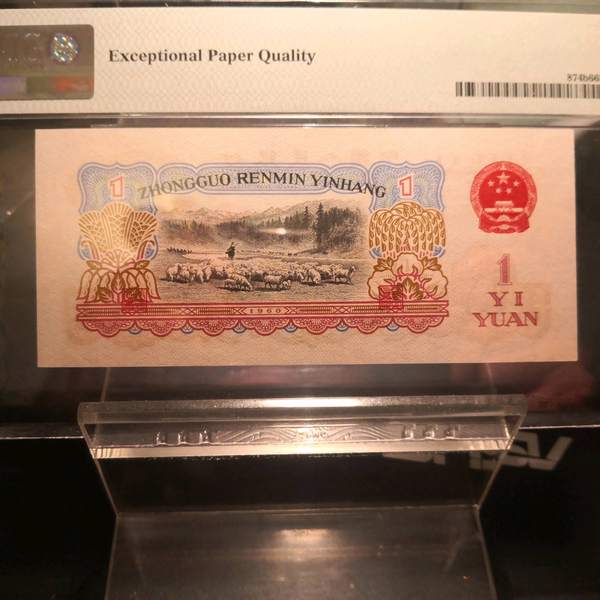 Exceptional Paper Quality
ZHONGGUO RENMIN YINHANG
1
1
1960
1
YI
YUAN